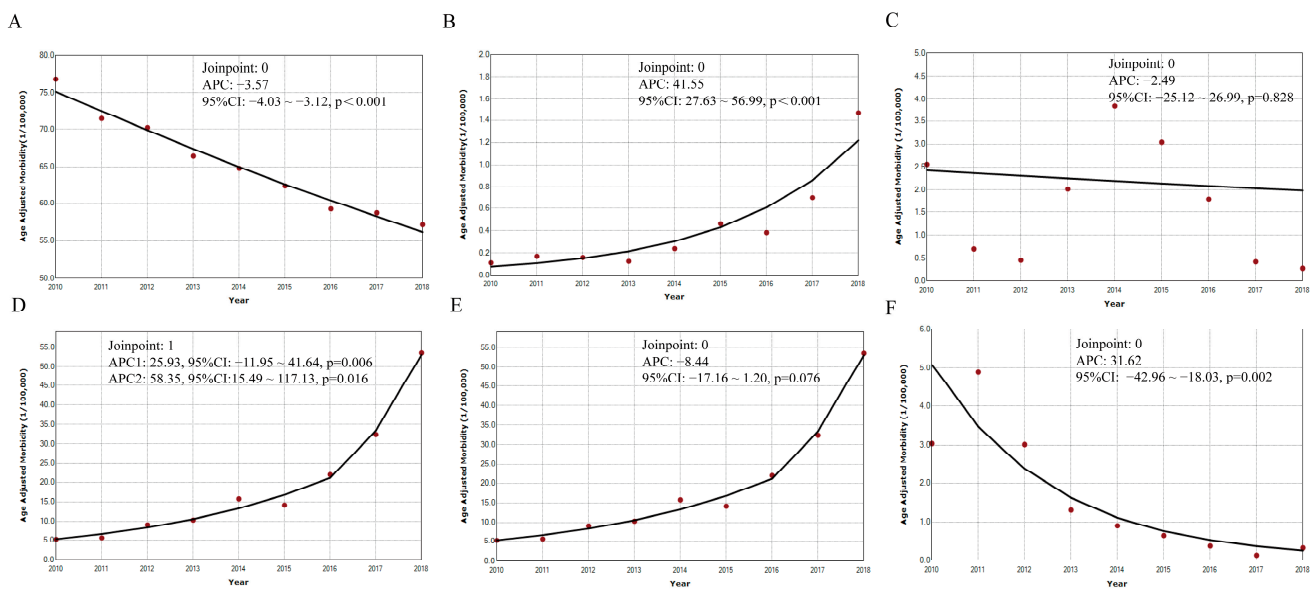 A
Age Adjusted Morbidity(1/100,000)
80.0
75.0
70.0
65.0
60.0
55.0
50.0
Joinpoint: 0
APC: −3.57
95%CI: −4.03 ~ −3.12, p< 0.001
2010 2011 2012 2013 2014 2015 2016 2017 2018
Year
B
Age Adjusted Morbidity (1/100,000)
2.0
1.8
1.6
1.4
1.2
1.0
0.8
0.6
0.4
0.2
0.0
Joinpoint: 0
APC: 41.55
95%CI: 27.63 ~ 56.99, p< 0.001
2010 2011 2012 2013 2014 2015 2016 2017 2018
Year
C
Age Adjusted Morbidity (1/100,000)
5.0
4.5
4.0
3.5
3.0
2.5
2.0
1.5
1.0
0.5
0.0
Joinpoint: 0
APC: −2.49
95%CI: −25.12 ~ 26.99, p=0.828
2010 2011 2012 2013 2014 2015 2016 2017 2018
Year
D
Age Adjusted Morbidity (1/100,000)
55.0
50.0
45.0
40.0
35.0
30.0
25.0
20.0
15.0
10.0
5.0
0.0
Joinpoint: 1
APC1: 25.93, 95%CI: −11.95 ~ 41.64, p=0.006
APC2: 58.35, 95%CI:15.49 ~ 117.13, p=0.016
2010 2011 2012 2013 2014 2015 2016 2017 2018
Year
E
Age Adjusted Morbidity (1/100,000)
55.0
50.0
45.0
40.0
35.0
30.0
25.0
20.0
15.0
10.0
5.0
0.0
Joinpoint: 0
APC: −8.44
95%CI: −17.16 ~ 1.20, p=0.076
2010 2011 2012 2013 2014 2015 2016 2017 2018
Year
F
Age Adjusted Morbidity (1/100,000)
6.0
5.0
4.0
3.0
2.0
1.0
0.0
Joinpoint: 0
APC: 31.62
95%CI: −42.96 ~ −18.03, p=0.002
2010 2011 2012 2013 2014 2015 2016 2017 2018
Year